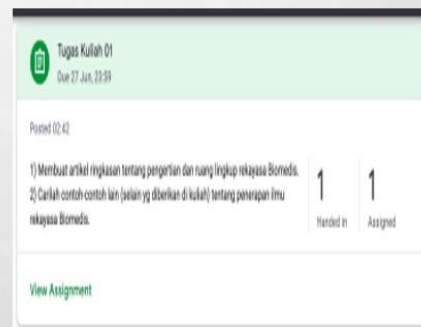 Tugas Kuliah 01
Due 27 Jun, 23:59
Posted 02:42
1) Membuat artikel ringkasan tentang pengertian dan ruang lingkup rekayasa Biomedis.
2) Carilah contoh-contoh lain (selain yg diberikan di kuliah) tentang penerapan ilmu
rekayasa Biomedis.
1
Handed in
1
Assigned
View Assignment